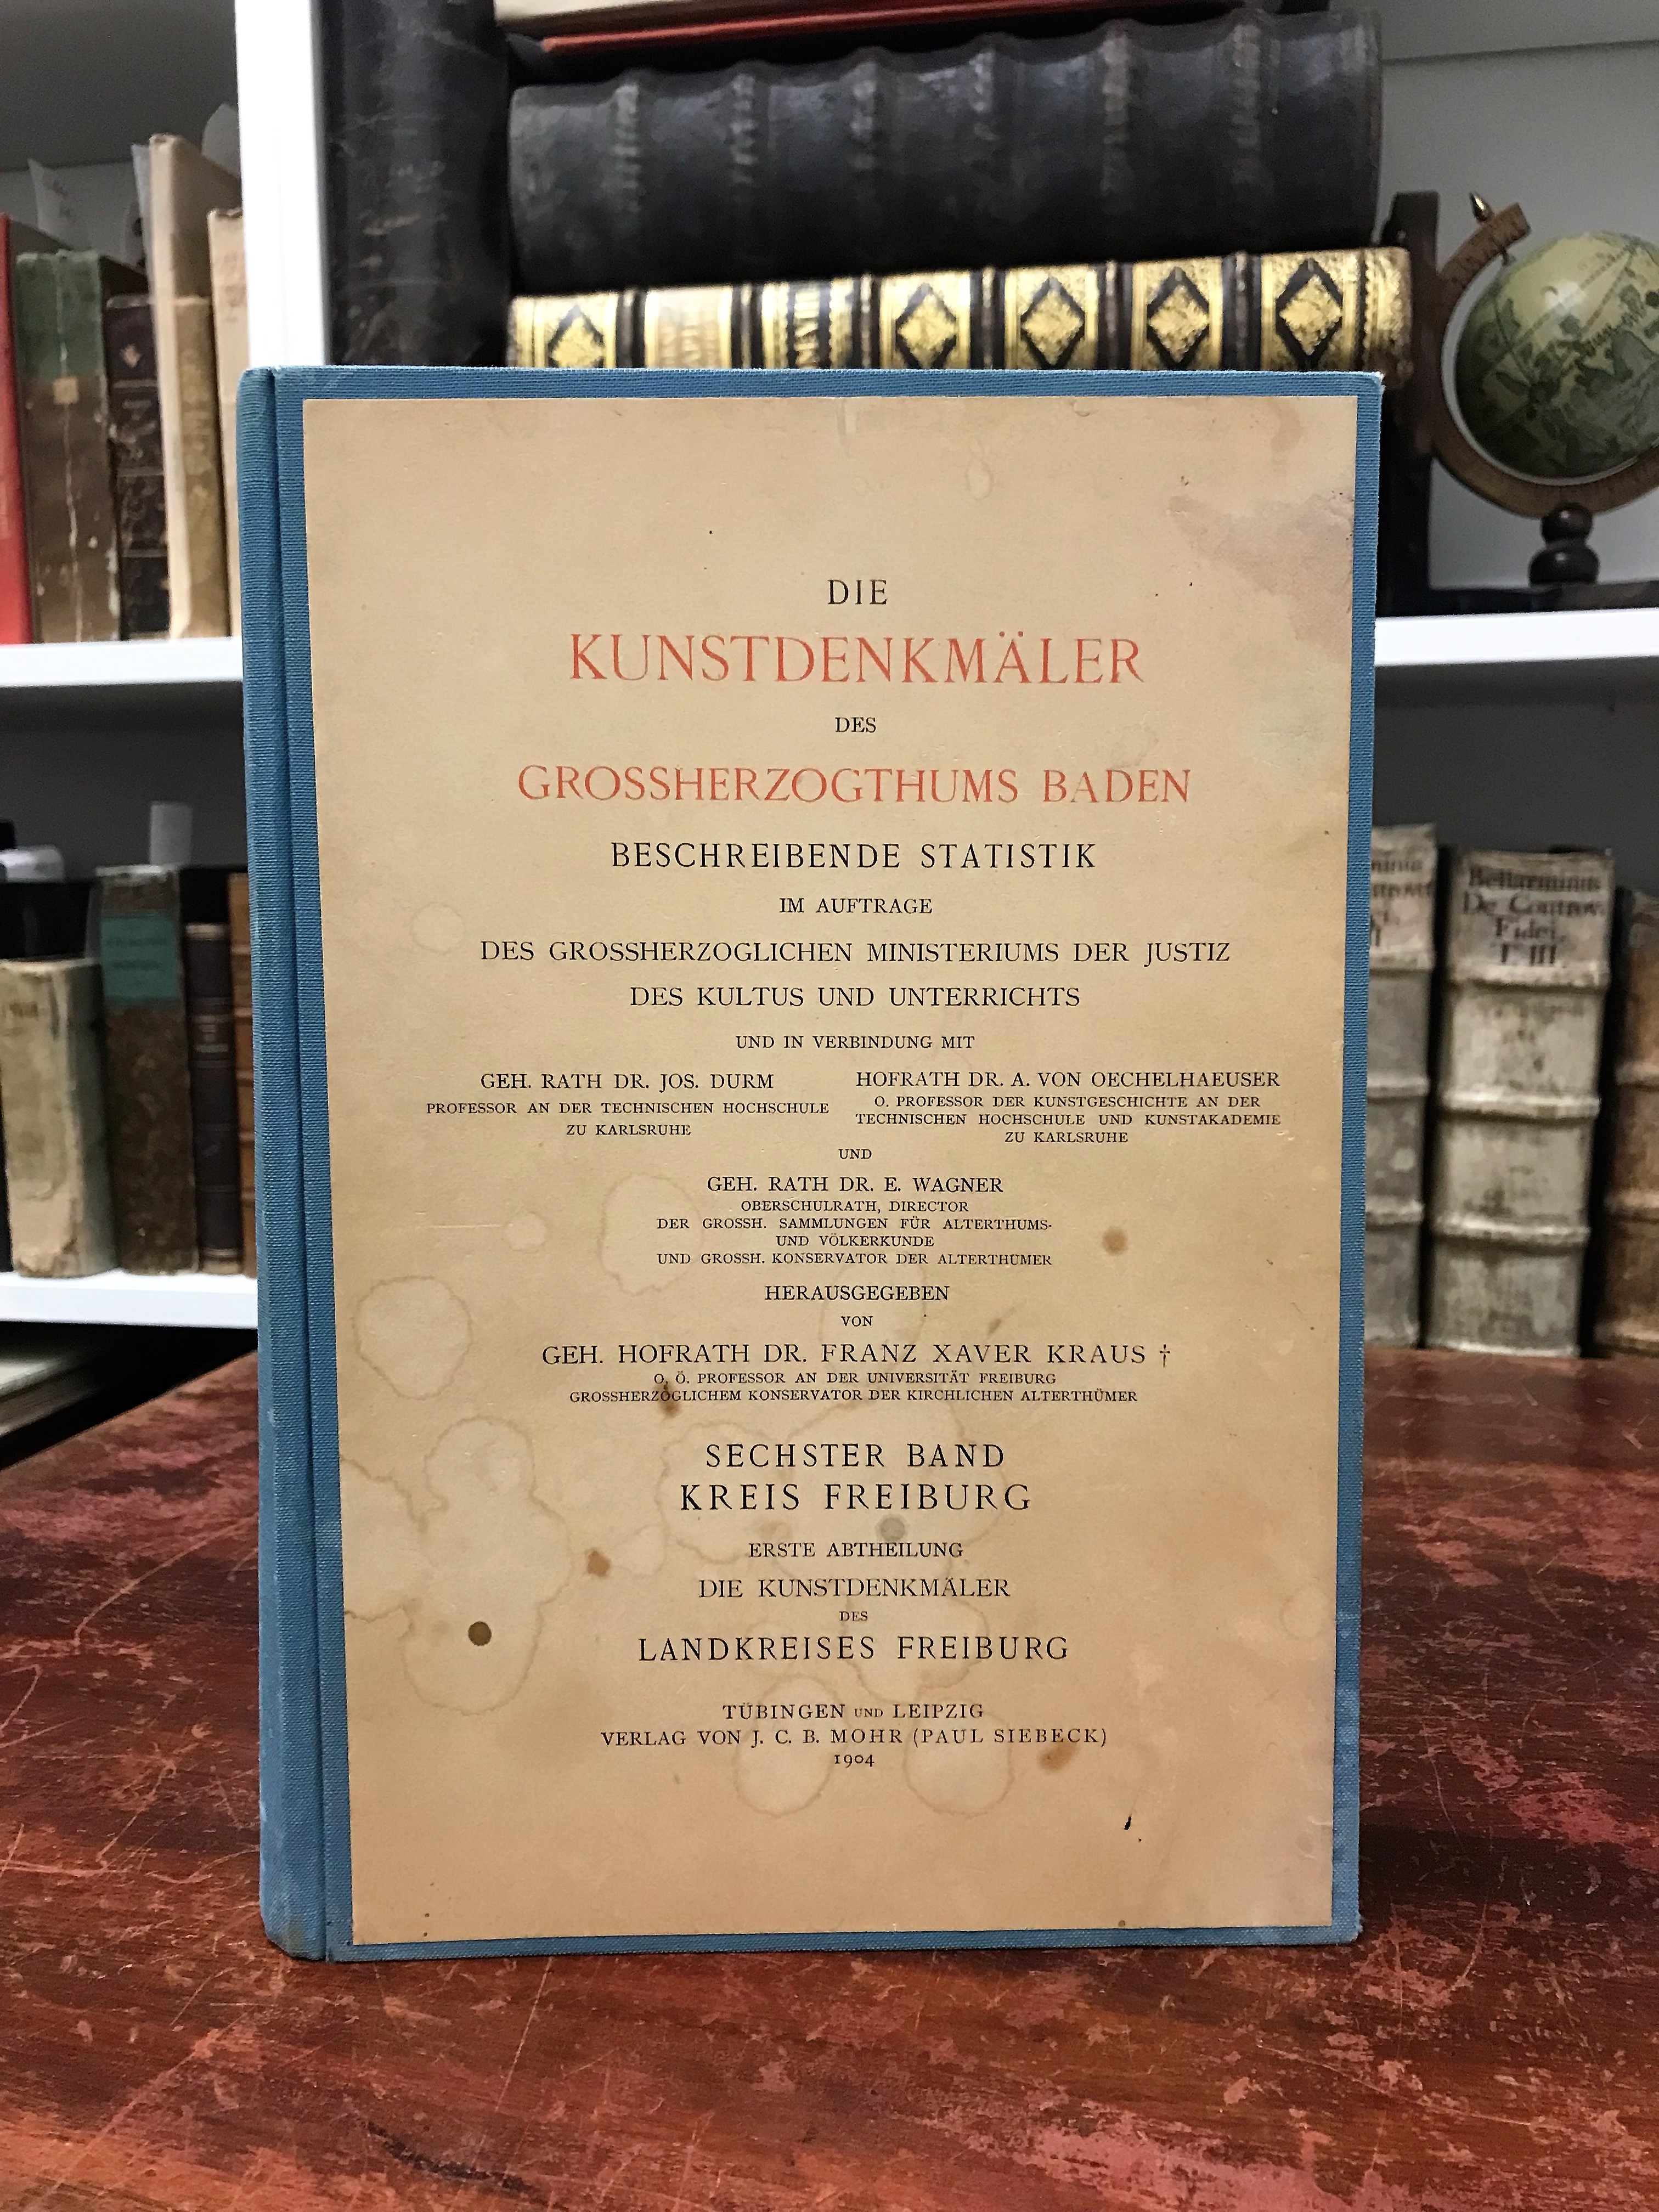 DIE
KUNSTDENKMÄLER
DES
GROSSHERZOGTHUMS BADEN
BESCHREIBENDE STATISTIK
IM AUFTRAGE
DES GROSSHERZOGLICHEN MINISTERIUMS DER JUSTIZ
DES KULTUS UND UNTERRICHTS
UND IN VERBINDUNG MIT
GEH. RATH DR. JOS. DURM
PROFESSOR AN DER TECHNISCHEN HOCHSCHULE
ZU KARLSRUHE
HOFRATH DR. A. VON OECHELHAEUSER
O. PROFESSOR DER KUNSTGESCHICHTE AN DER
TECHNISCHEN HOCHSCHULE UND KUNSTAKADEMIE
ZU KARLSRUHE
UND
GEH. RATH DR. E. WAGNER
OBERSCHULRATH, DIRECTOR
DER GROSSH. SAMMLUNGEN FÜR ALTERTHUMS-
UND VÖLKERKUNDE
UND GROSSH. KONSERVATOR DER ALTERTHÜMER
HERAUSGEGEBEN
VON
GEH. HOFRATH DR. FRANZ XAVER KRAUS †
O. Ö. PROFESSOR AN DER UNIVERSITÄT FREIBURG
GROSSHERZOGLICHEM KONSERVATOR DER KIRCHLICHEN ALTERTHÜMER
SECHSTER BAND
KREIS FREIBURG
ERSTE ABTHEILUNG
DIE KUNSTDENKMÄLER
DES
LANDKREISES FREIBURG
TÜBINGEN UND LEIPZIG
VERLAG VON J. C. B. MOHR (PAUL SIEBECK)
1904
Bellarminus
De Controv.
Fidei.
T. III